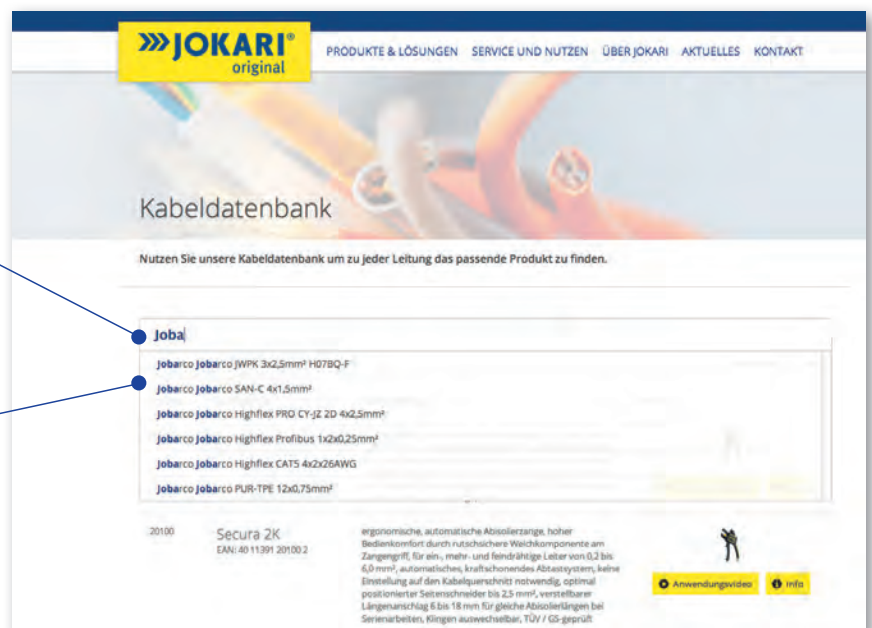 »»JOKARI®
original
PRODUKTE & LÖSUNGEN SERVICE UND NUTZEN ÜBER JOKARI AKTUELLES KONTAKT
Kabeldatenbank
Nutzen Sie unsere Kabeldatenbank um zu jeder Leitung das passende Produkt zu finden.
Joba
Jobarco Jobarco JWPK 3x2,5mm² H07BQ-F
Jobarco Jobarco SAN-C 4x1,5mm²
Jobarco Jobarco Highflex PRO CY-JZ 2D 4x2,5mm²
Jobarco Jobarco Highflex Profibus 1x2x0,25mm²
Jobarco Jobarco Highflex CAT5 4x2x26AWG
Jobarco Jobarco PUR-TPE 12x0,75mm²
20100
Secura 2K
EAN: 40 11391 20100 2
ergonomische, automatische Abisolierzange, hoher
Bedienkomfort durch rutschsichere Weichkomponente am
Zangengriff, für ein-, mehr- und feindrähtige Leiter von 0,2 bis
6,0 mm², automatisches, kraftschonendes Abtastsystem, keine
Einstellung auf den Kabelquerschnitt notwendig, optimal
positionierter Seitenschneider bis 2,5 mm², verstellbarer
Längenanschlag 6 bis 18 mm für gleiche Abisolierlängen bei
Serienarbeiten, Klingen auswechselbar, TÜV / GS-geprüft
Anwendungsvideo
Info